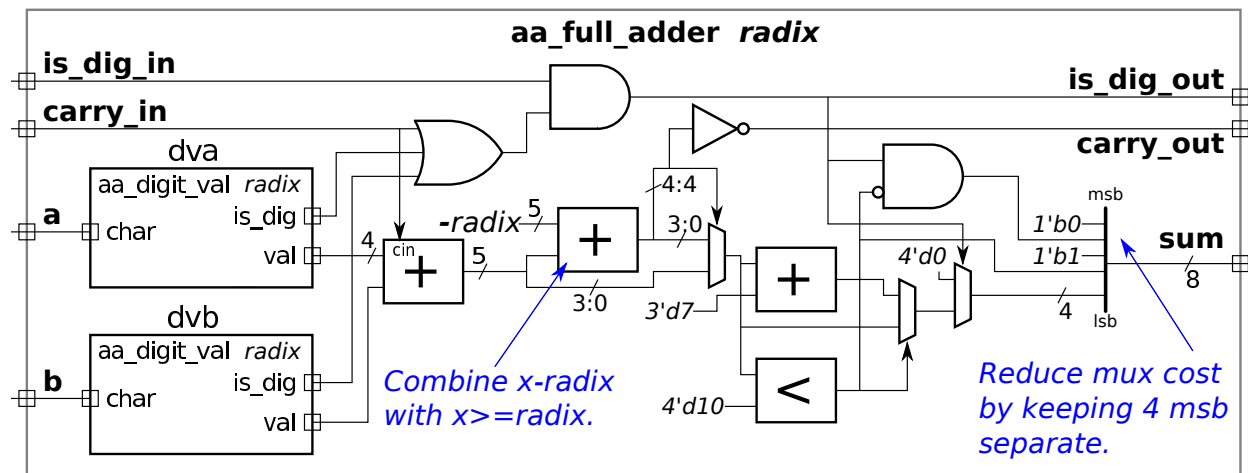 aa_full_adder radix
is_dig_in
is_dig_out
carry_in
carry_out
dva
aa_digit_val radix
is_dig
a
char
val
4
cin
+
5
-radix
5
+
3:0
4:4
3:0
3'd7
+
4'd10
<
4'd0
msb
1'b0
1'b1
sum
8
4
lsb
dvb
aa_digit_val radix
is_dig
b
char
val
Combine x-radix
with x>=radix.
Reduce mux cost
by keeping 4 msb
separate.